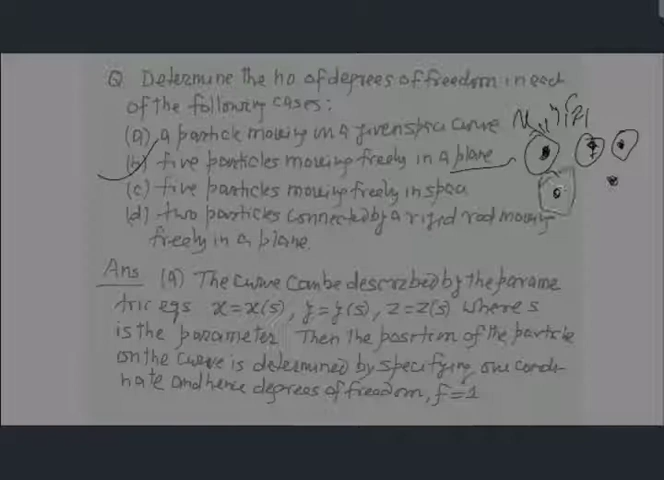 Q Determine the no of degrees of freedom in each
of the following cases:
(a) a particle moving on a given space curve
(b) five particles moving freely in a plane
(c) five particles moving freely in space
(d) two particles connected by a rigid rod moving
freely in a plane.
Ans (a) The curve can be described by the parame
tric eqs x=x(s), y=y(s), z=z(s) where s
is the parameter. Then the position of the particle
on the curve is determined by specifying one coordi-
nate and hence degrees of freedom, f=1